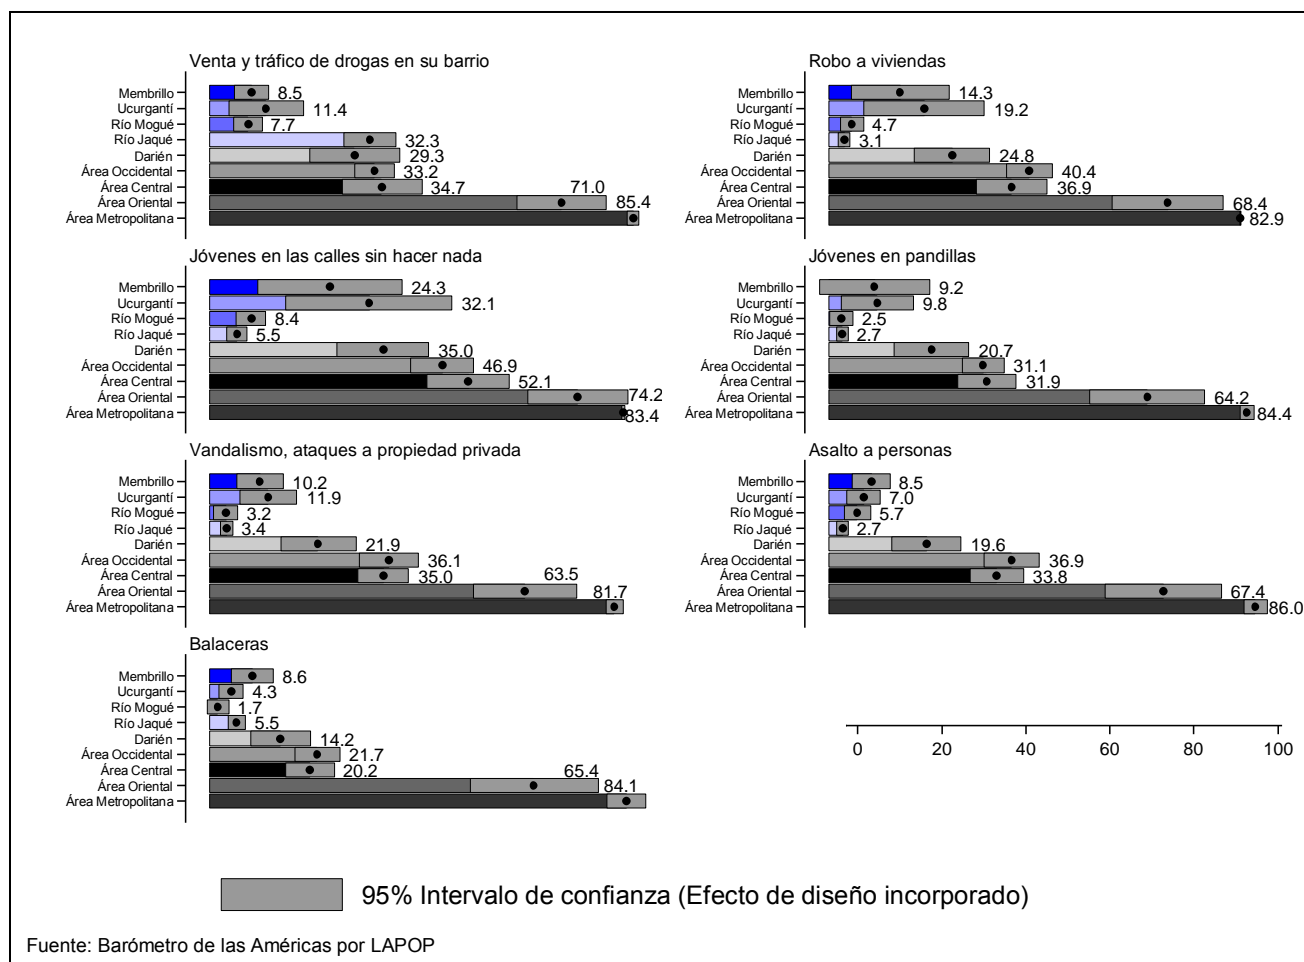 Venta y tráfico de drogas en su barrio
Membrillo 8.5
Ucurgantí 11.4
Río Mogué 7.7
Río Jaqué 32.3
Darién 29.3
Área Occidental 33.2
Área Central 34.7
Área Oriental 71.0
Área Metropolitana 85.4
Robo a viviendas
Membrillo 14.3
Ucurgantí 19.2
Río Mogué 4.7
Río Jaqué 3.1
Darién 24.8
Área Occidental 40.4
Área Central 36.9
Área Oriental 68.4
Área Metropolitana 82.9
Jóvenes en las calles sin hacer nada
Membrillo 24.3
Ucurgantí 32.1
Río Mogué 8.4
Río Jaqué 5.5
Darién 35.0
Área Occidental 46.9
Área Central 52.1
Área Oriental 74.2
Área Metropolitana 83.4
Jóvenes en pandillas
Membrillo 9.2
Ucurgantí 9.8
Río Mogué 2.5
Río Jaqué 2.7
Darién 20.7
Área Occidental 31.1
Área Central 31.9
Área Oriental 64.2
Área Metropolitana 84.4
Vandalismo, ataques a propiedad privada
Membrillo 10.2
Ucurgantí 11.9
Río Mogué 3.2
Río Jaqué 3.4
Darién 21.9
Área Occidental 36.1
Área Central 35.0
Área Oriental 63.5
Área Metropolitana 81.7
Asalto a personas
Membrillo 8.5
Ucurgantí 7.0
Río Mogué 5.7
Río Jaqué 2.7
Darién 19.6
Área Occidental 36.9
Área Central 33.8
Área Oriental 67.4
Área Metropolitana 86.0
Balaceras
Membrillo 8.6
Ucurgantí 4.3
Río Mogué 1.7
Río Jaqué 5.5
Darién 14.2
Área Occidental 21.7
Área Central 20.2
Área Oriental 65.4
Área Metropolitana 84.1
0 20 40 60 80 100
95% Intervalo de confianza (Efecto de diseño incorporado)
Fuente: Barómetro de las Américas por LAPOP